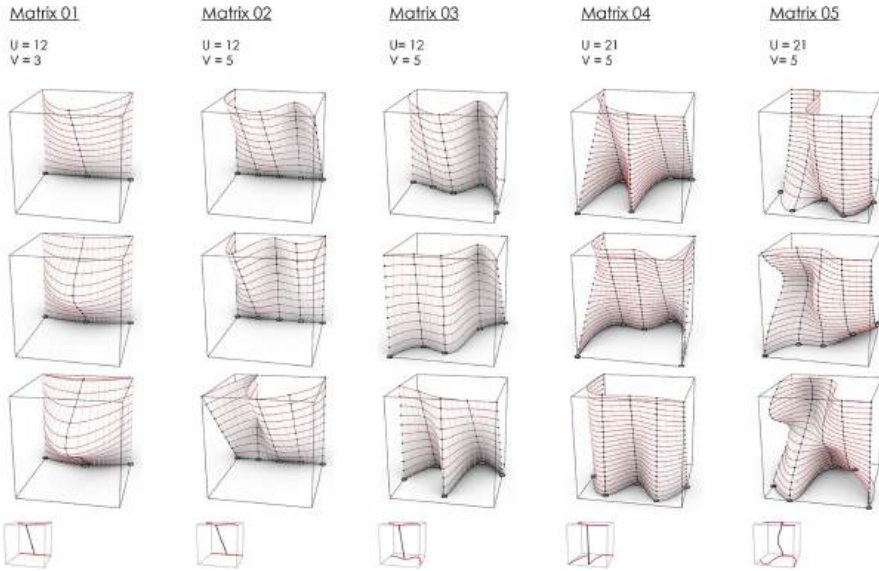 Matrix 01
U = 12
V = 3
Matrix 02
U = 12
V = 5
Matrix 03
U= 12
V = 5
Matrix 04
U = 21
V = 5
Matrix 05
U = 21
V= 5